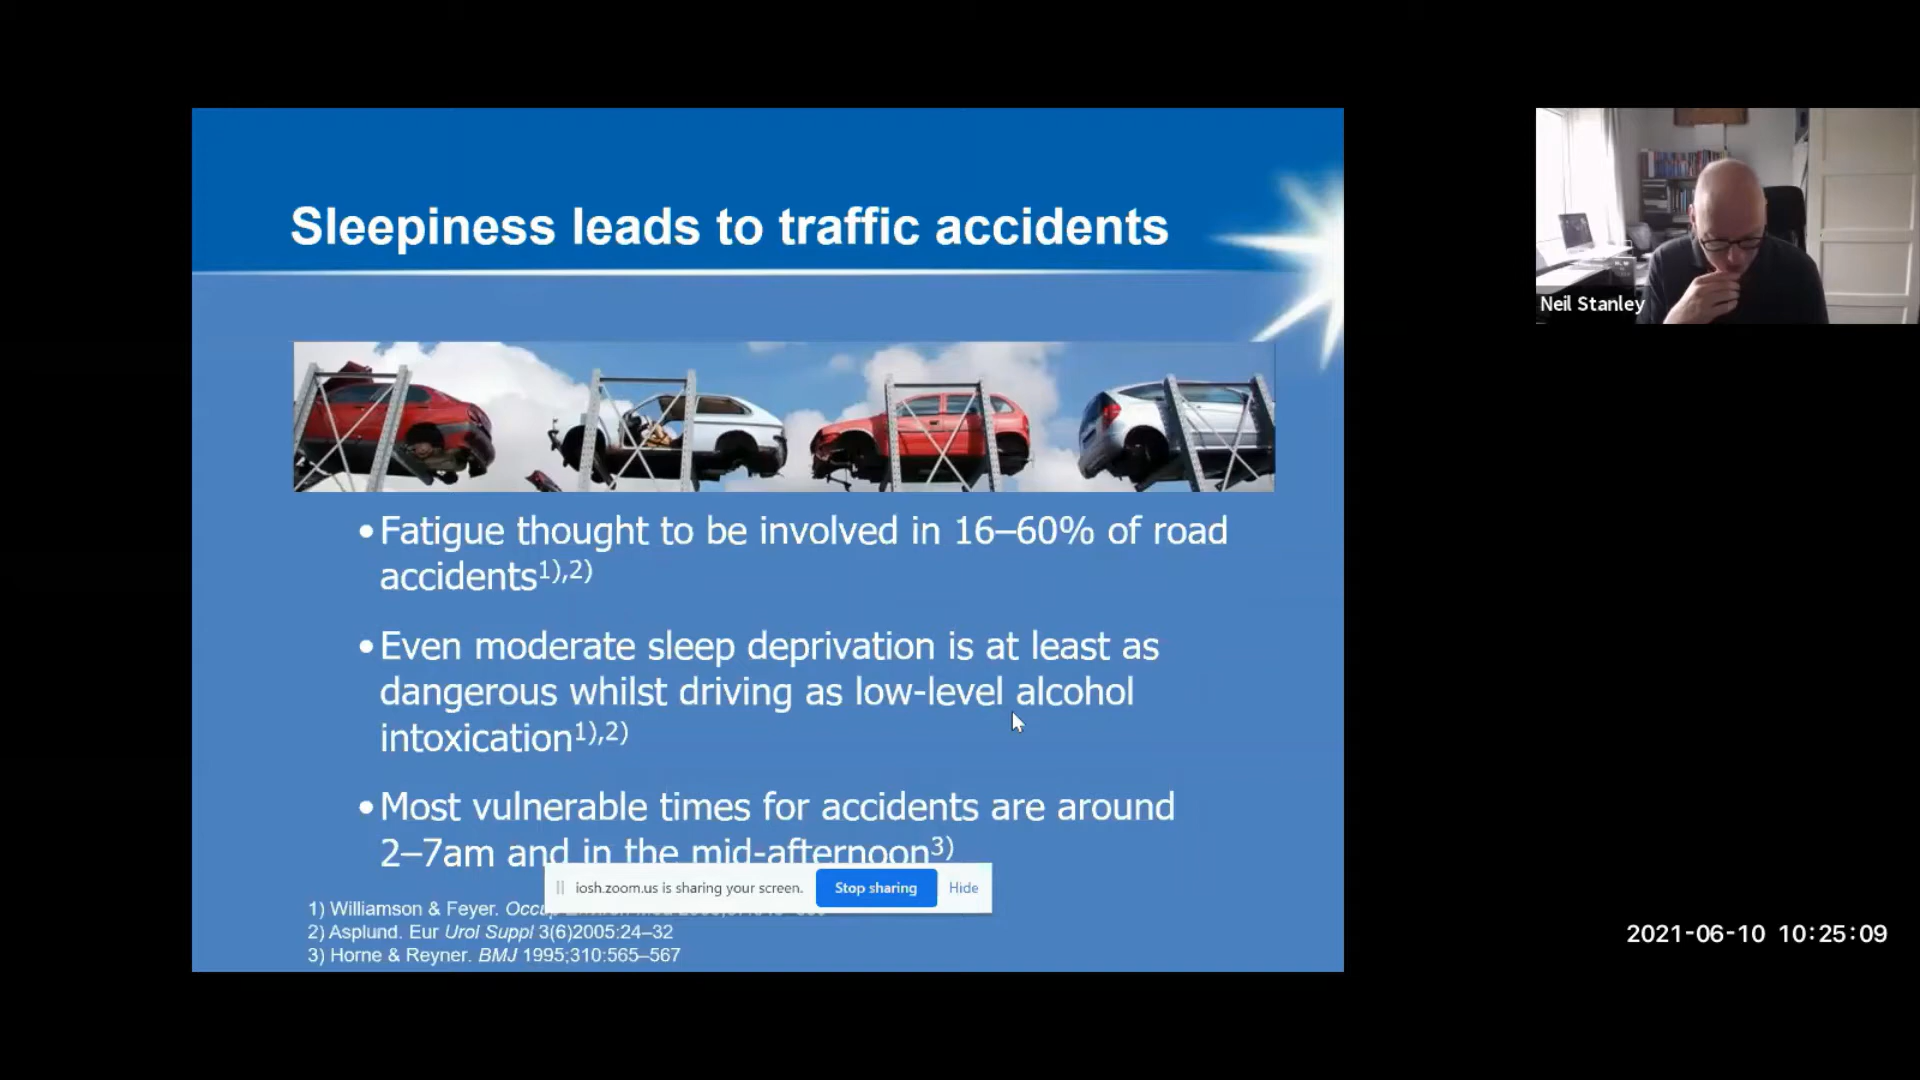 Sleepiness leads to traffic accidents
Neil Stanley
•Fatigue thought to be involved in 16–60% of road
accidents1),2)
•Even moderate sleep deprivation is at least as
dangerous whilst driving as low-level alcohol
intoxication1),2)
•Most vulnerable times for accidents are around
2–7am and in the mid-afternoon3)
iosh.zoom.us is sharing your screen. Stop sharing Hide
1) Williamson & Feyer.
2) Asplund. Eur Urol Suppl 3(6)2005:24–32
3) Horne & Reyner. BMJ 1995;310:565–567
2021-06-10 10:25:09